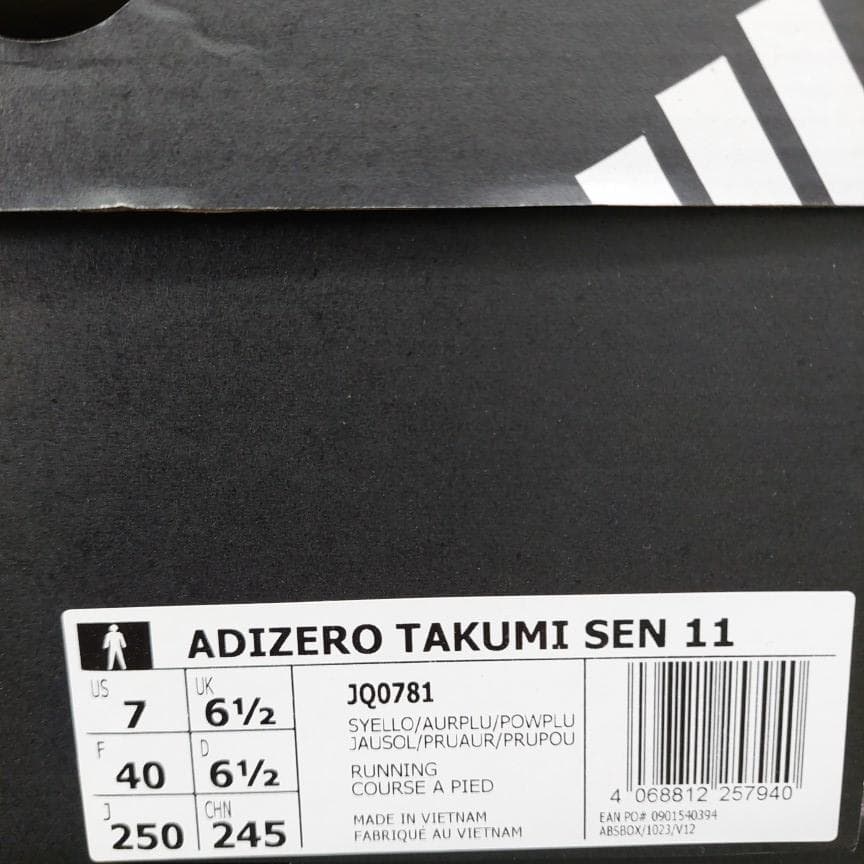 ADIZERO TAKUMI SEN 11
US 7 UK 6½
F 40 D 6½
J 250 CHN 245
JQ0781
SYELLO/AURPLU/POWPLU
JAUSOL/PRUAUR/PRUPOU
RUNNING
COURSE A PIED
MADE IN VIETNAM
FABRIQUÉ AU VIETNAM
4 068812 257940
EAN PO# 0901540394
ABSBOX/1023/V12